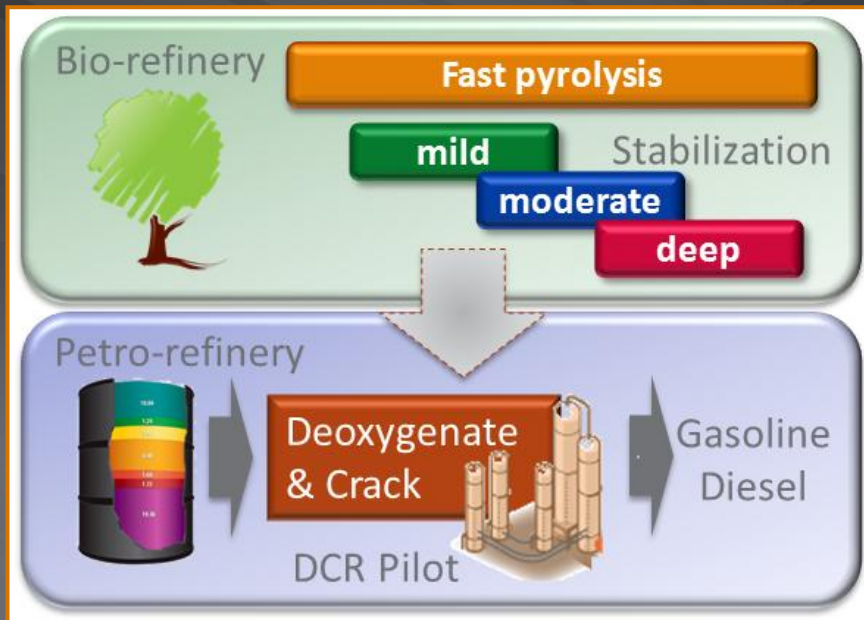 Bio-refinery
Fast pyrolysis
mild
Stabilization
moderate
deep
Petro-refinery
Deoxygenate
& Crack
Gasoline
Diesel
DCR Pilot